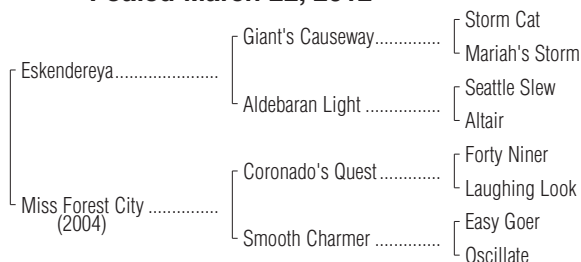 Foaled March 22, 2012
Storm Cat
Giant's Causeway..............
Mariah's Storm
Eskendereya......................
Seattle Slew
Aldebaran Light ................
Altair
Forty Niner
Coronado's Quest.............
Laughing Look
Miss Forest City ...............
(2004)
Easy Goer
Smooth Charmer ..............
Oscillate